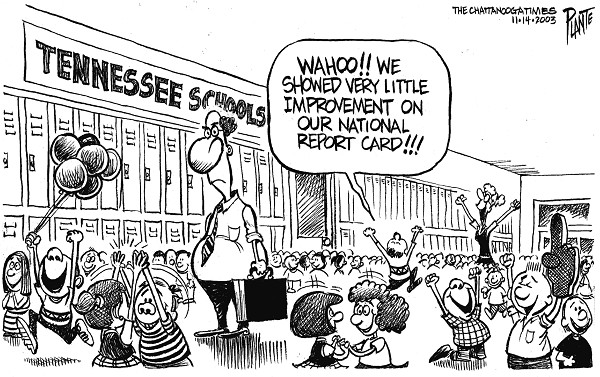 THE CHATTANOOGA TIMES
11·14·2003
PLANTE
TENNESSEE SCHOOLS
WAHOO!! WE
SHOWED VERY LITTLE
IMPROVEMENT ON
OUR NATIONAL
REPORT CARD!!!